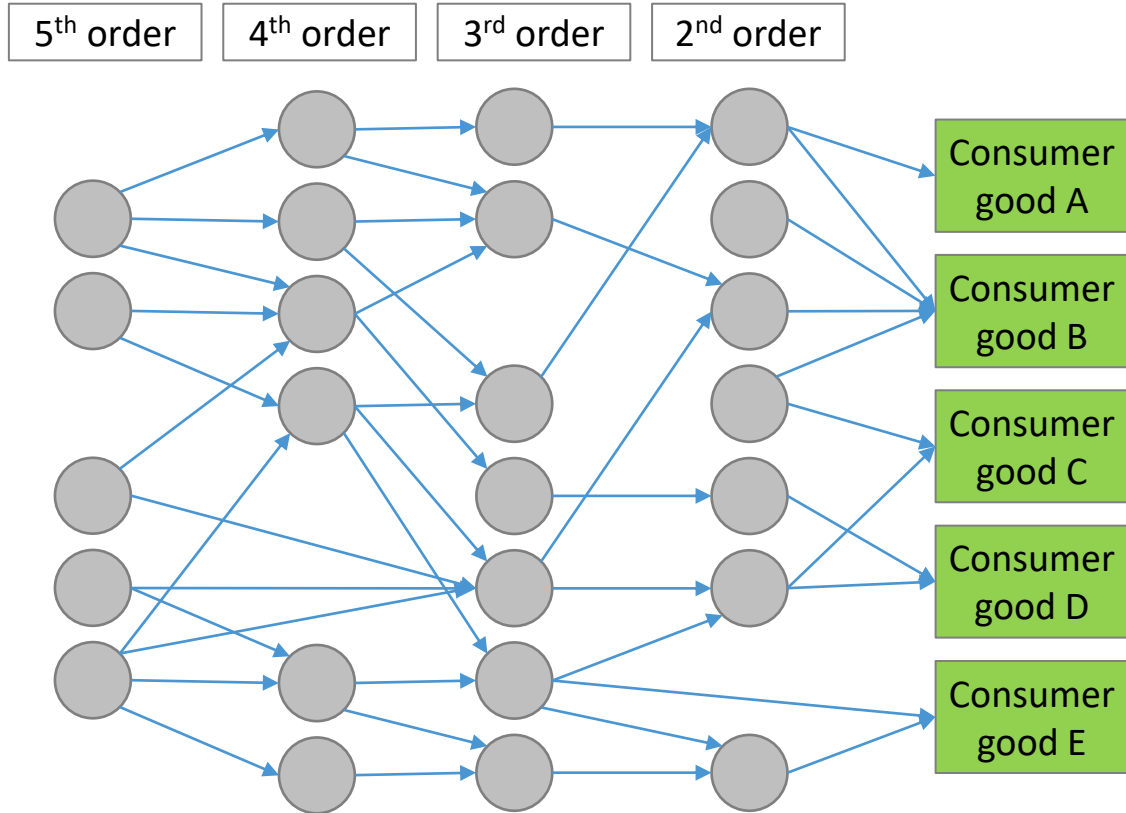 5th order
4th order
3rd order
2nd order
Consumer
good A
Consumer
good B
Consumer
good C
Consumer
good D
Consumer
good E